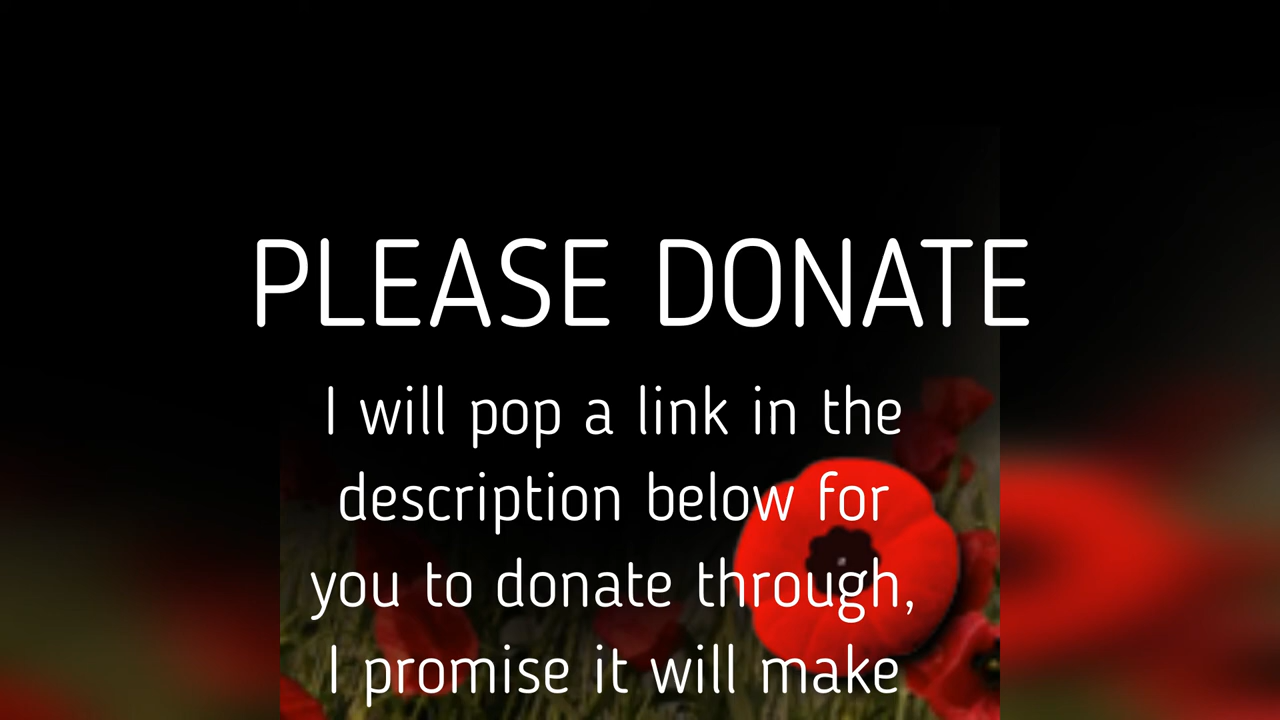 PLEASE DONATE
I will pop a link in the
description below for
you to donate through,
I promise it will make